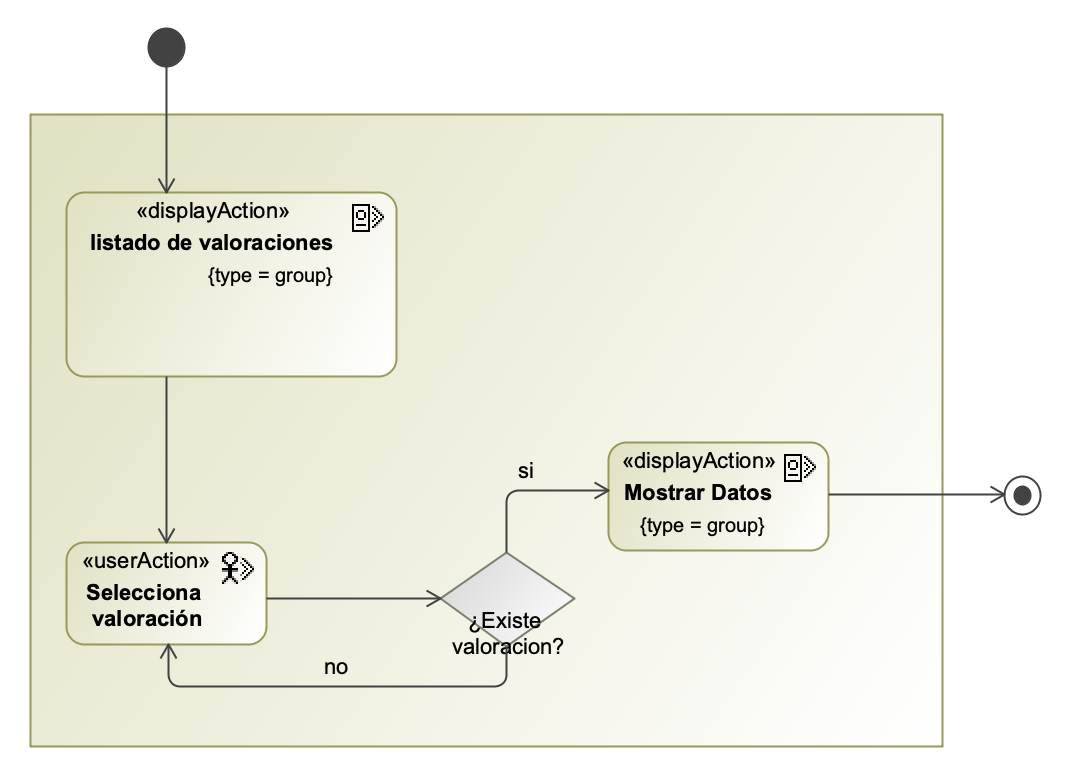 «displayAction»
listado de valoraciones
{type = group}
«displayAction»
Mostrar Datos
{type = group}
si
«userAction»
Selecciona
valoración
¿Existe
valoracion?
no